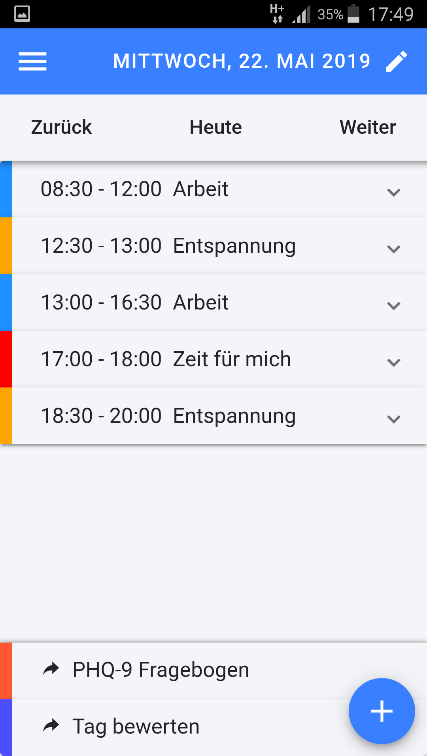 H+ 35% 17:49
MITTWOCH, 22. MAI 2019
Zurück Heute Weiter
08:30 - 12:00 Arbeit
12:30 - 13:00 Entspannung
13:00 - 16:30 Arbeit
17:00 - 18:00 Zeit für mich
18:30 - 20:00 Entspannung
PHQ-9 Fragebogen
Tag bewerten